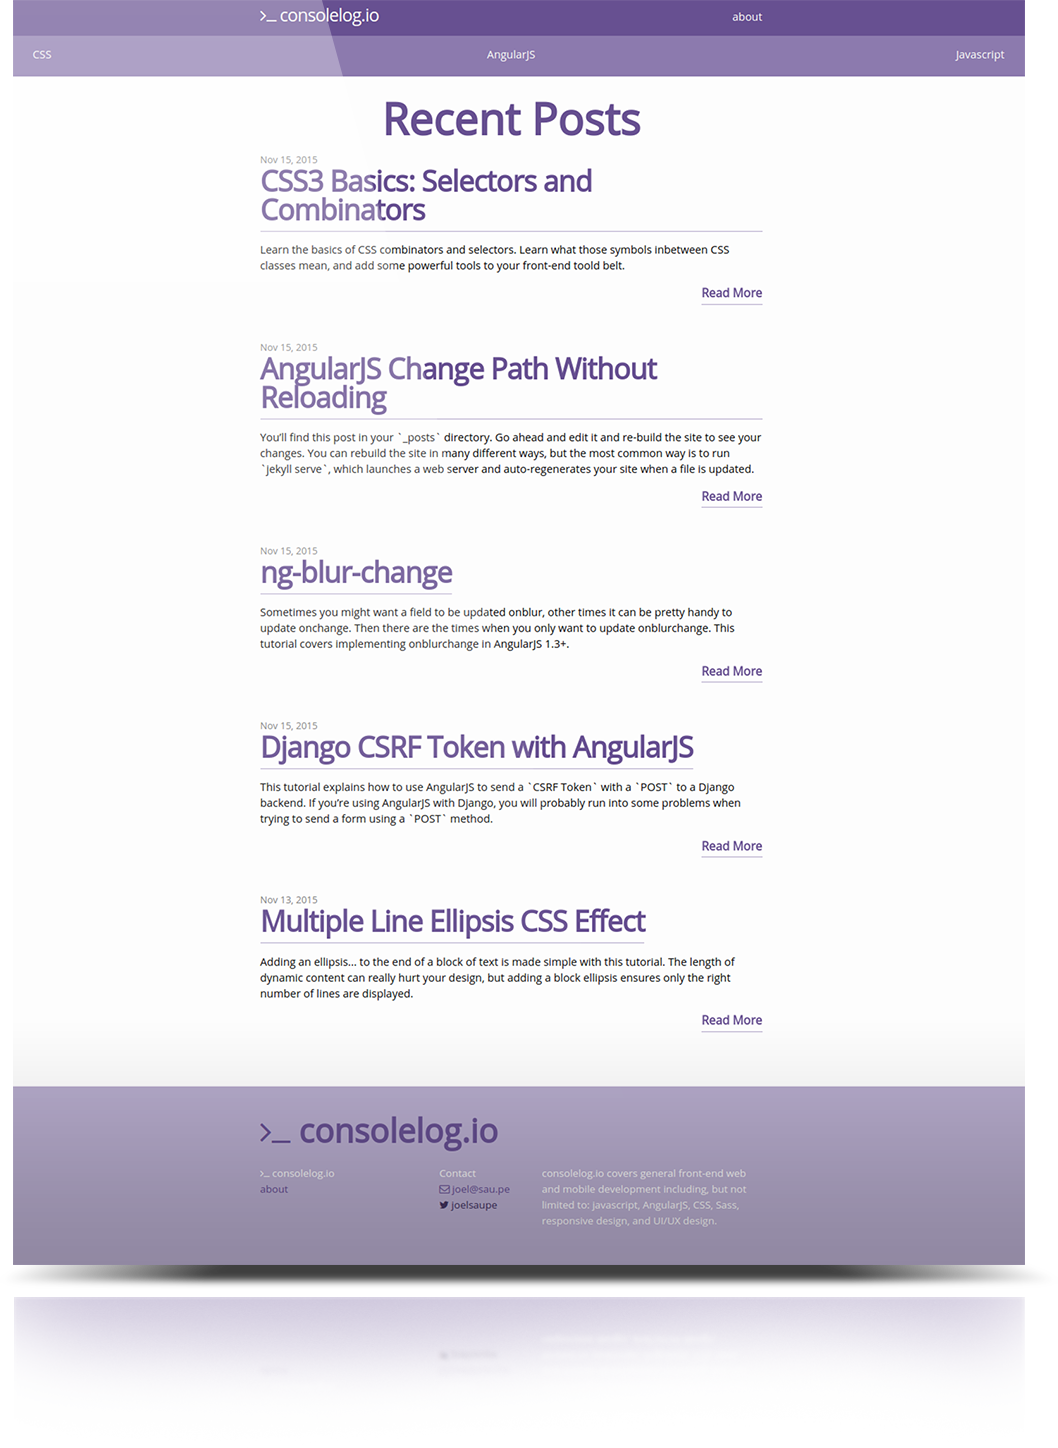 >_ consolelog.io
about
CSS
AngularJS
Javascript
Recent Posts
Nov 15, 2015
CSS3 Basics: Selectors and
Combinators
Learn the basics of CSS combinators and selectors. Learn what those symbols inbetween CSS
classes mean, and add some powerful tools to your front-end toold belt.
Read More
Nov 15, 2015
AngularJS Change Path Without
Reloading
You’ll find this post in your `_posts` directory. Go ahead and edit it and re-build the site to see your
changes. You can rebuild the site in many different ways, but the most common way is to run
`jekyll serve`, which launches a web server and auto-regenerates your site when a file is updated.
Read More
Nov 15, 2015
ng-blur-change
Sometimes you might want a field to be updated onblur, other times it can be pretty handy to
update onchange. Then there are the times when you only want to update onblurchange. This
tutorial covers implementing onblurchange in AngularJS 1.3+.
Read More
Nov 15, 2015
Django CSRF Token with AngularJS
This tutorial explains how to use AngularJS to send a `CSRF Token` with a `POST` to a Django
backend. If you’re using AngularJS with Django, you will probably run into some problems when
trying to send a form using a `POST` method.
Read More
Nov 13, 2015
Multiple Line Ellipsis CSS Effect
Adding an ellipsis... to the end of a block of text is made simple with this tutorial. The length of
dynamic content can really hurt your design, but adding a block ellipsis ensures only the right
number of lines are displayed.
Read More
>_ consolelog.io
>_ consolelog.io
about
Contact
joel@sau.pe
joelsaupe
consolelog.io covers general front-end web
and mobile development including, but not
limited to: javascript, AngularJS, CSS, Sass,
responsive design, and UI/UX design.